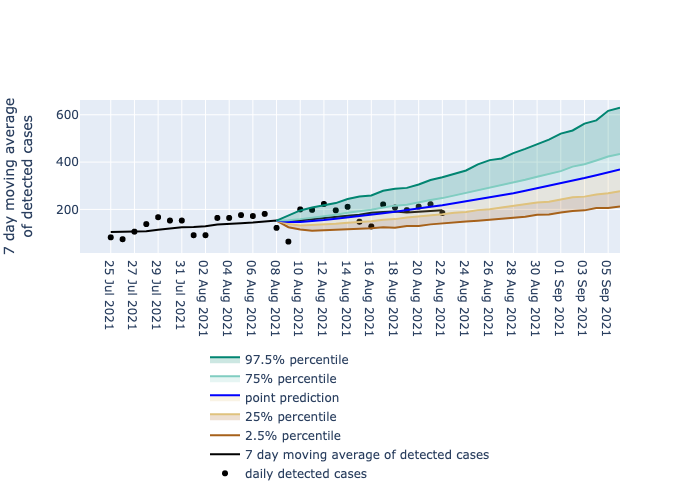 7 day moving average
of detected cases
600
400
200
25 Jul 2021
27 Jul 2021
29 Jul 2021
31 Jul 2021
02 Aug 2021
04 Aug 2021
06 Aug 2021
08 Aug 2021
10 Aug 2021
12 Aug 2021
14 Aug 2021
16 Aug 2021
18 Aug 2021
20 Aug 2021
22 Aug 2021
24 Aug 2021
26 Aug 2021
28 Aug 2021
30 Aug 2021
01 Sep 2021
03 Sep 2021
05 Sep 2021
97.5% percentile
75% percentile
point prediction
25% percentile
2.5% percentile
7 day moving average of detected cases
daily detected cases